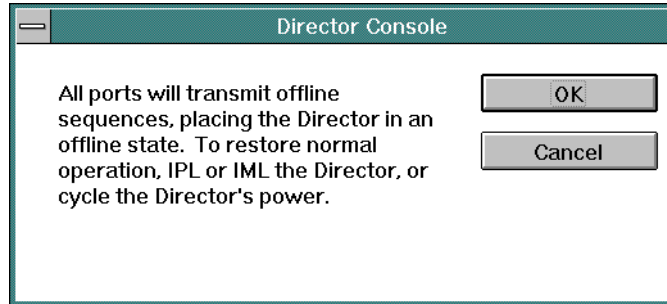 Director Console
All ports will transmit offline
sequences, placing the Director in an
offline state. To restore normal
operation, IPL or IML the Director, or
cycle the Director's power.
OK
Cancel